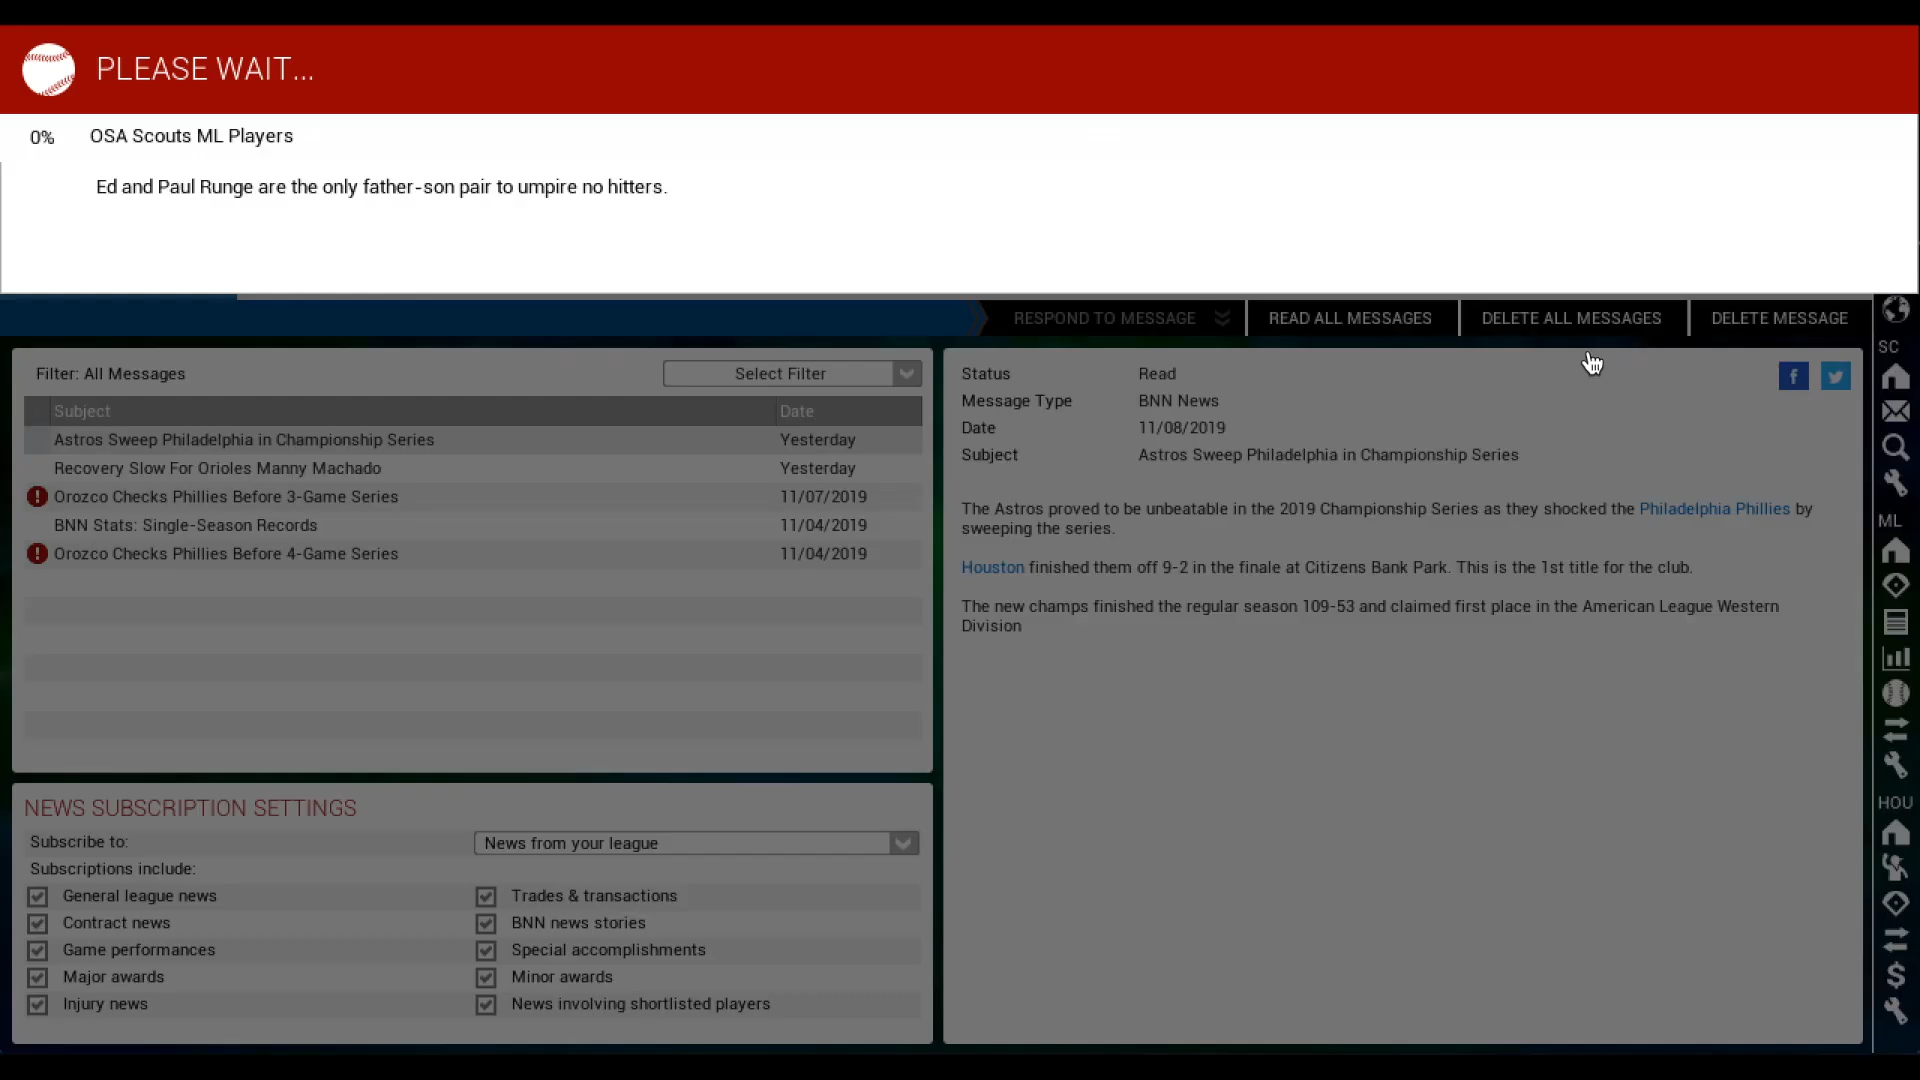 PLEASE WAIT...
0% OSA Scouts ML Players
Ed and Paul Runge are the only father-son pair to umpire no hitters.
RESPOND TO MESSAGE READ ALL MESSAGES DELETE ALL MESSAGES DELETE MESSAGE
SC
ML
HOU
Filter: All Messages Select Filter
Subject Date
Astros Sweep Philadelphia in Championship Series Yesterday
Recovery Slow For Orioles Manny Machado Yesterday
Orozco Checks Phillies Before 3-Game Series 11/07/2019
BNN Stats: Single-Season Records 11/04/2019
Orozco Checks Phillies Before 4-Game Series 11/04/2019
NEWS SUBSCRIPTION SETTINGS
Subscribe to: News from your league
Subscriptions include:
General league news Trades & transactions
Contract news BNN news stories
Game performances Special accomplishments
Major awards Minor awards
Injury news News involving shortlisted players
Status Read
Message Type BNN News
Date 11/08/2019
Subject Astros Sweep Philadelphia in Championship Series
The Astros proved to be unbeatable in the 2019 Championship Series as they shocked the Philadelphia Phillies by
sweeping the series.
Houston finished them off 9-2 in the finale at Citizens Bank Park. This is the 1st title for the club.
The new champs finished the regular season 109-53 and claimed first place in the American League Western
Division